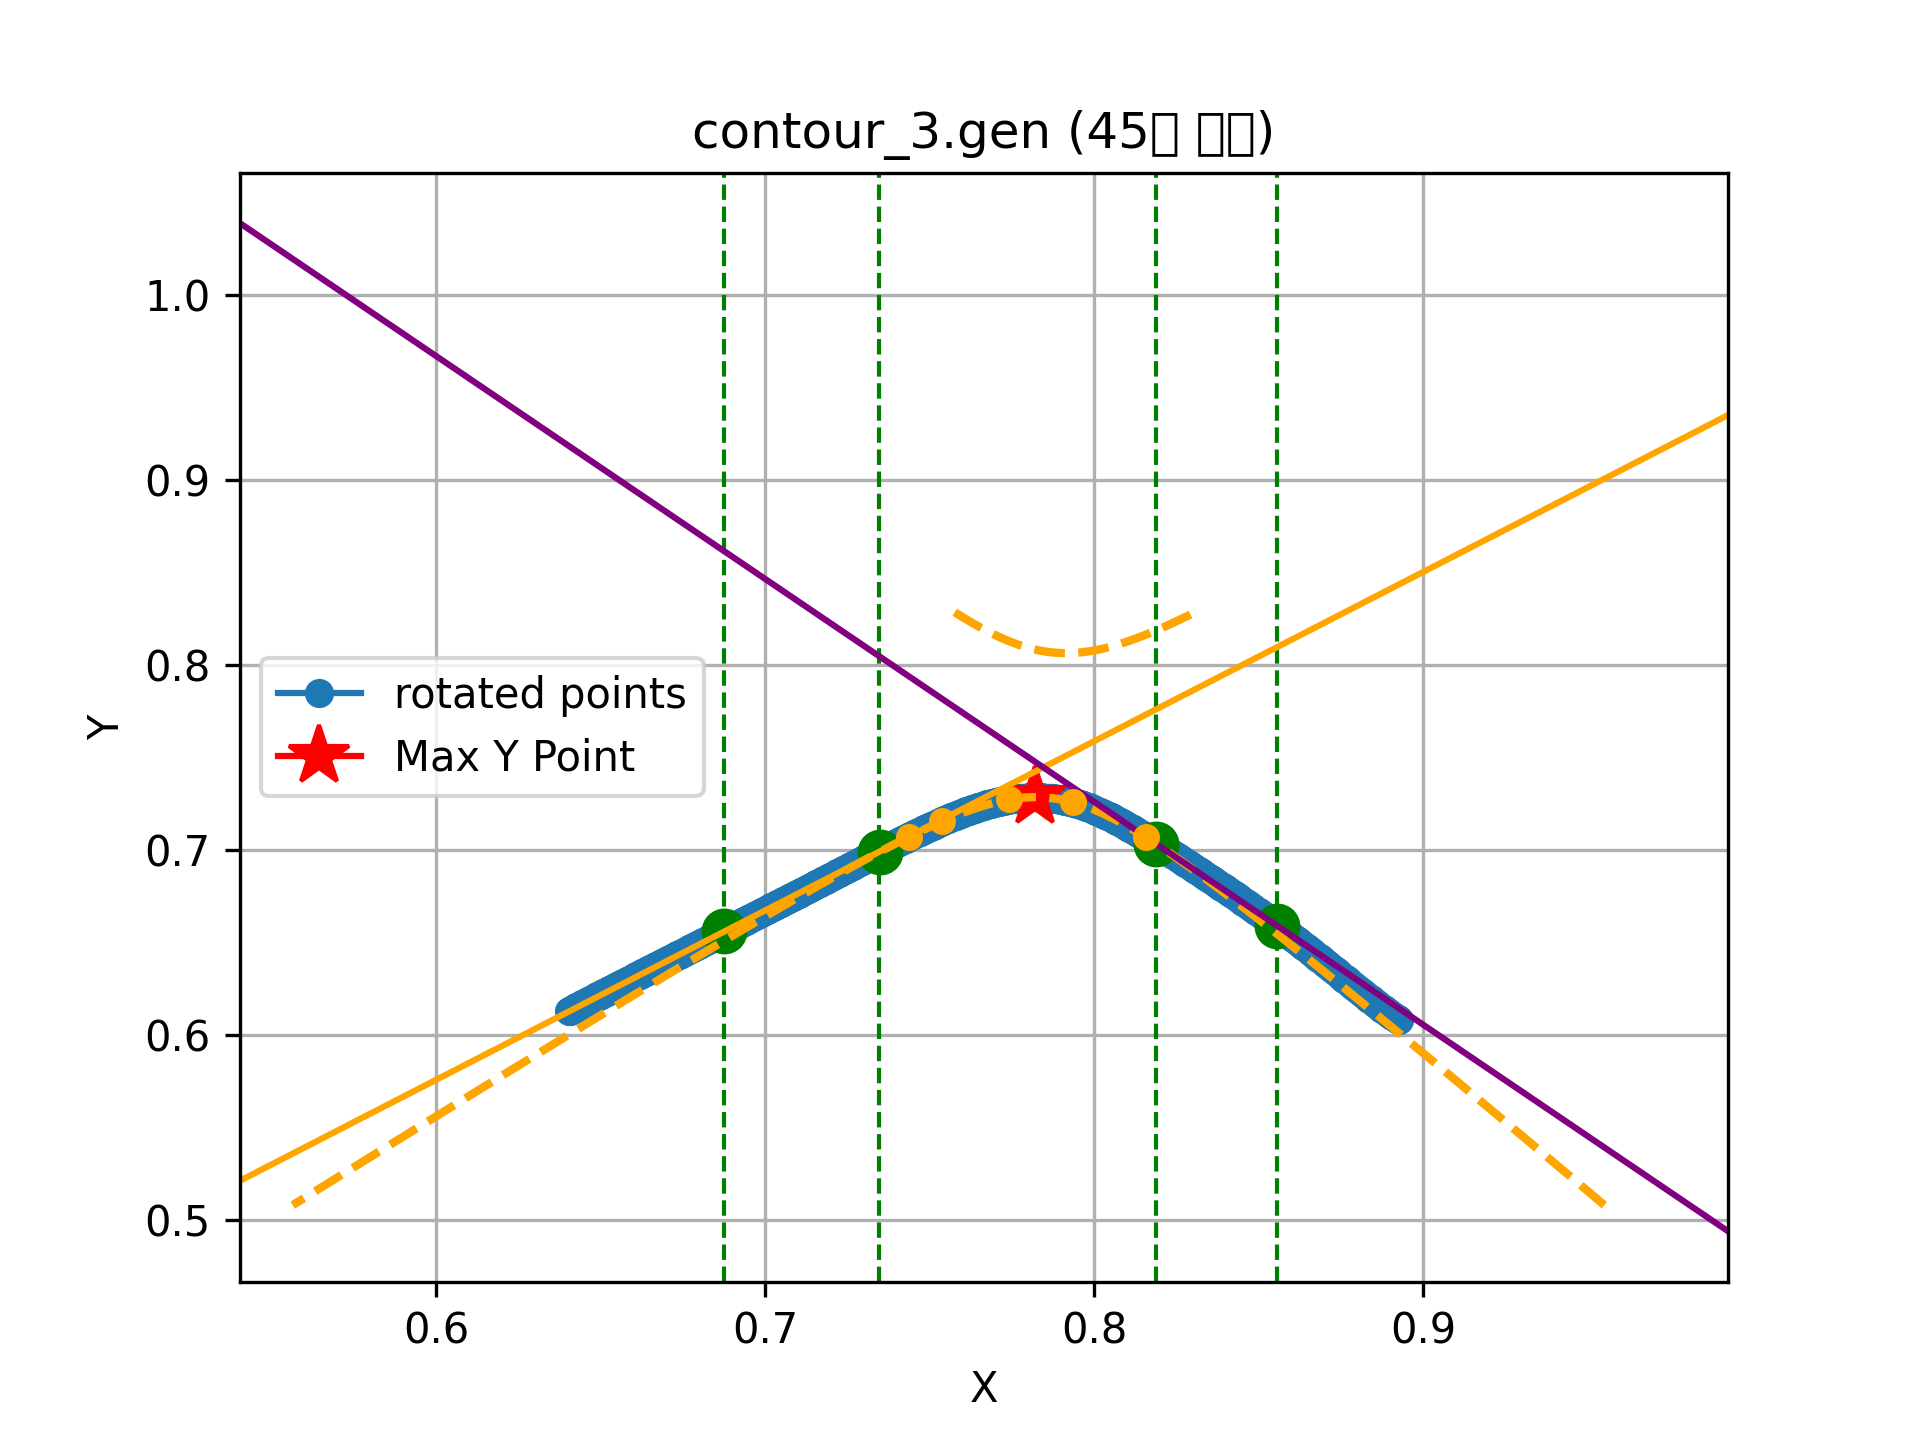 contour_3.gen (45▯ ▯▯)
1.0
0.9
0.8
0.7
0.6
0.5
Y
rotated points
Max Y Point
0.6 0.7 0.8 0.9
X